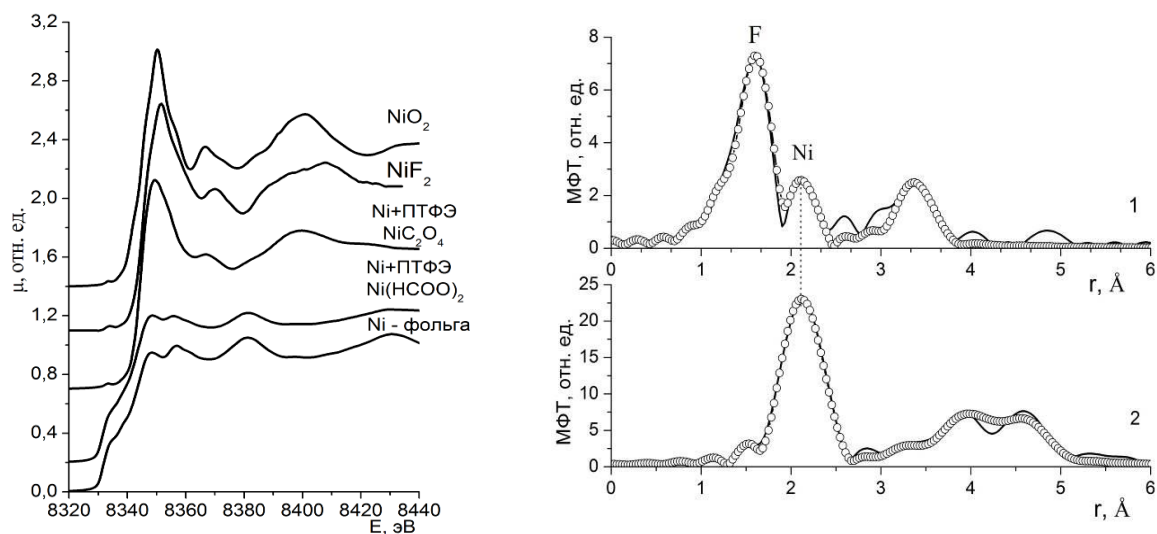 3,2
2,8
2,4
2,0
1,6
1,2
0,8
0,4
0,0
μ, отн. ед.
NiO2
NiF2
Ni+ПТФЭ
NiC2O4
Ni+ПТФЭ
Ni(HCOO)2
Ni - фольга
8320 8340 8360 8380 8400 8420 8440
E, эВ
8
6
4
2
0
МФТ, отн. ед.
F
Ni
1
0 1 2 3 4 5 6
r, Å
25
20
15
10
5
0
МФТ, отн. ед.
2
0 1 2 3 4 5 6
r, Å